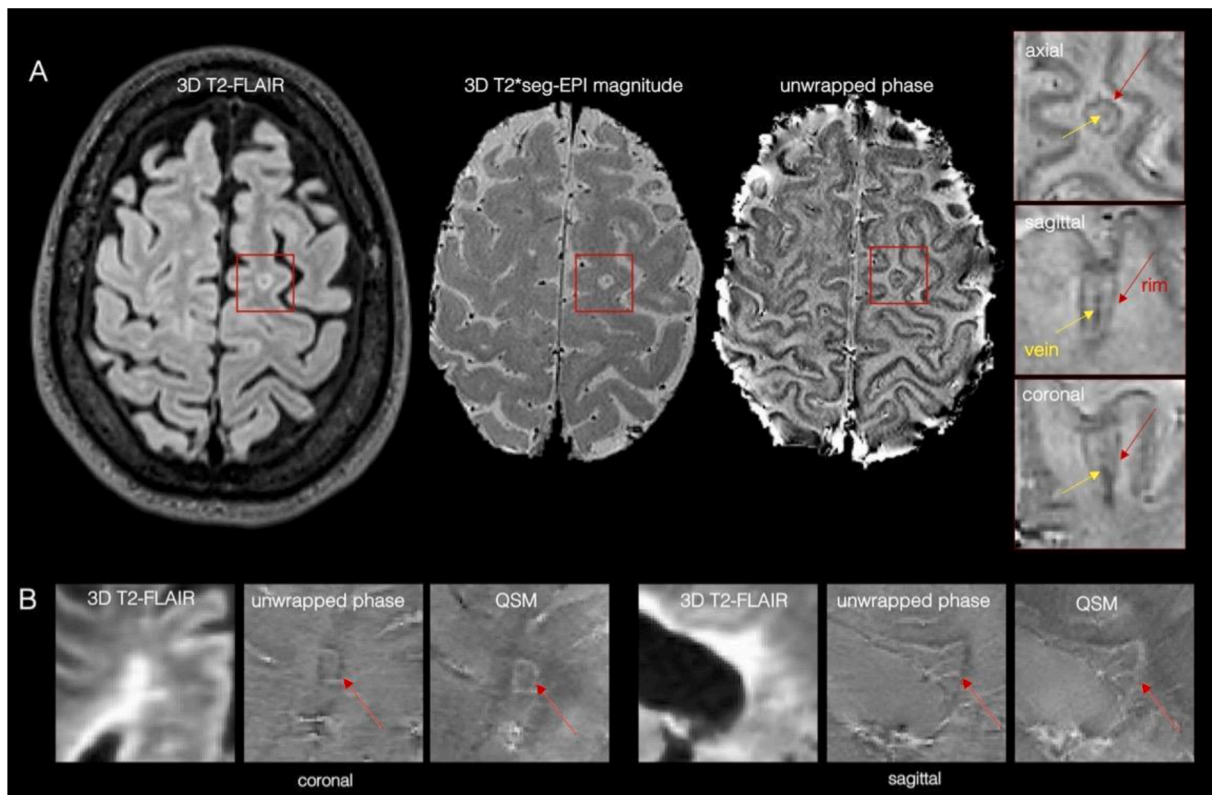 A
3D T2-FLAIR
3D T2*seg-EPI magnitude
unwrapped phase
axial
sagittal
rim
vein
coronal
B
3D T2-FLAIR
unwrapped phase
QSM
3D T2-FLAIR
unwrapped phase
QSM
coronal
sagittal